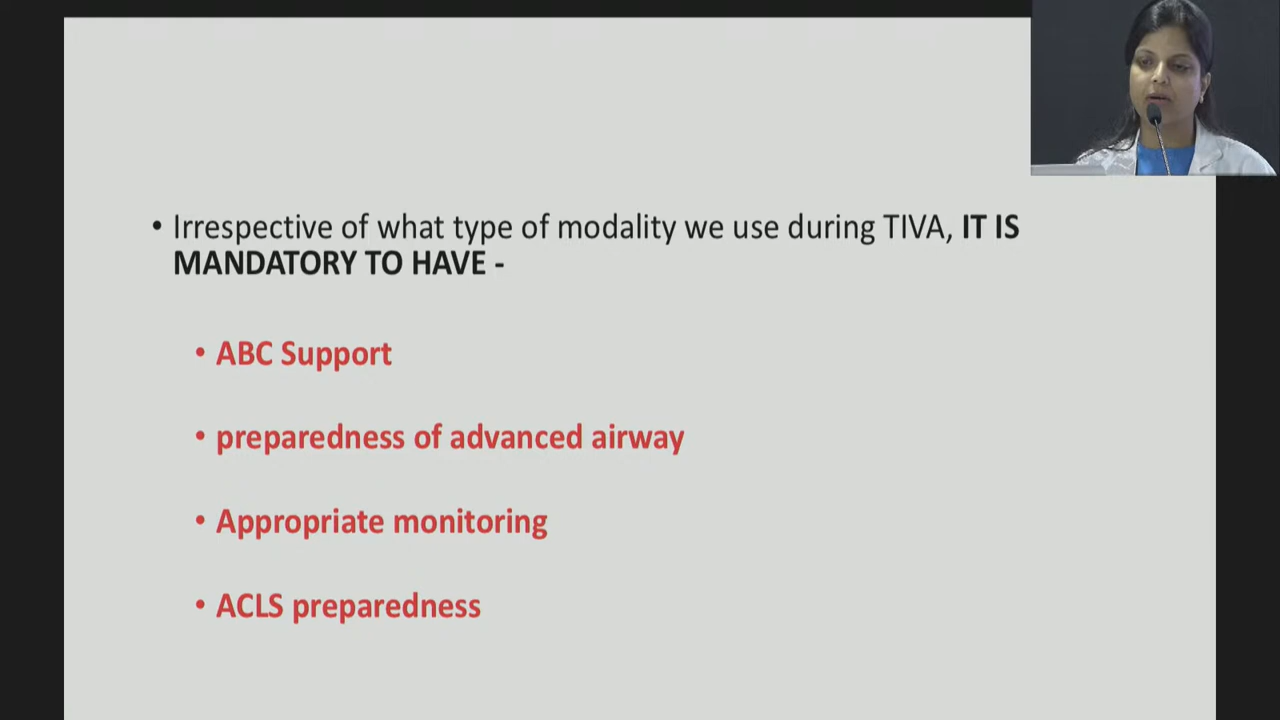 • Irrespective of what type of modality we use during TIVA, IT IS
MANDATORY TO HAVE -
• ABC Support
• preparedness of advanced airway
• Appropriate monitoring
• ACLS preparedness